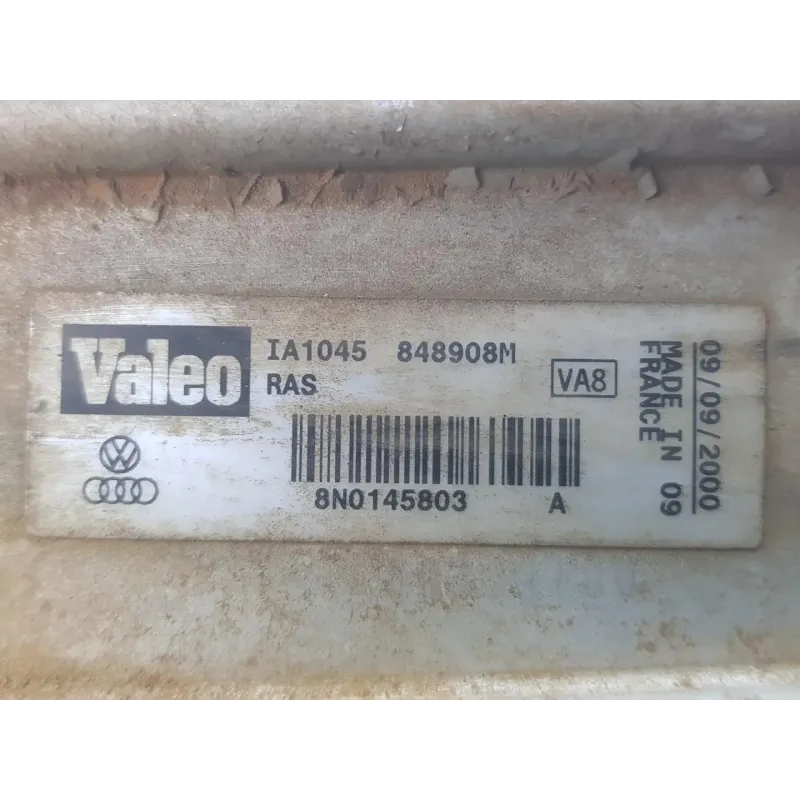 Valeo
IA1045 848908M
RAS
VA8
8N0145803 A
09/09/2000
MADE IN 09
FRANCE